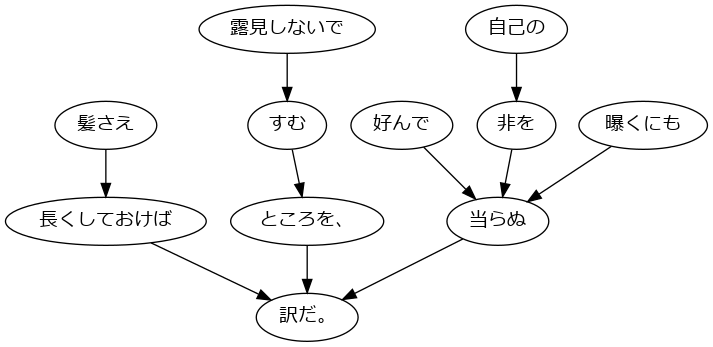 露見しないで
自己の
髪さえ
すむ
好んで
非を
曝くにも
長くしておけば
ところを、
当らぬ
訳だ。